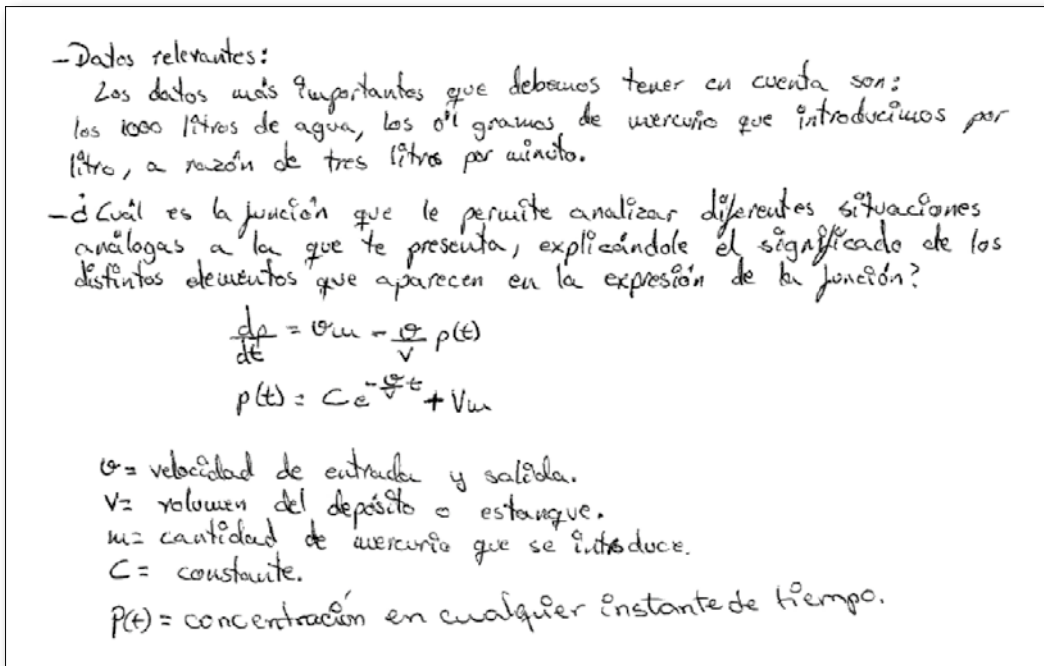 - Datos relevantes:
Los datos más importantes que debemos tener en cuenta son:
los 1000 litros de agua, los 0'1 gramos de mercurio que introducimos por
litro, a razón de tres litros por minuto.
- ¿Cuál es la función que le permite analizar diferentes situaciones
análogas a la que te presenta, explicándole el significado de los
distintos elementos que aparecen en la expresión de la función?
dp/dt = vm - v/V p(t)
p(t) = C e^(-v/V t) + Vm
v = velocidad de entrada y salida.
V = volumen del depósito o estanque.
m = cantidad de mercurio que se introduce.
C = constante.
P(t) = concentración en cualquier instante de tiempo.